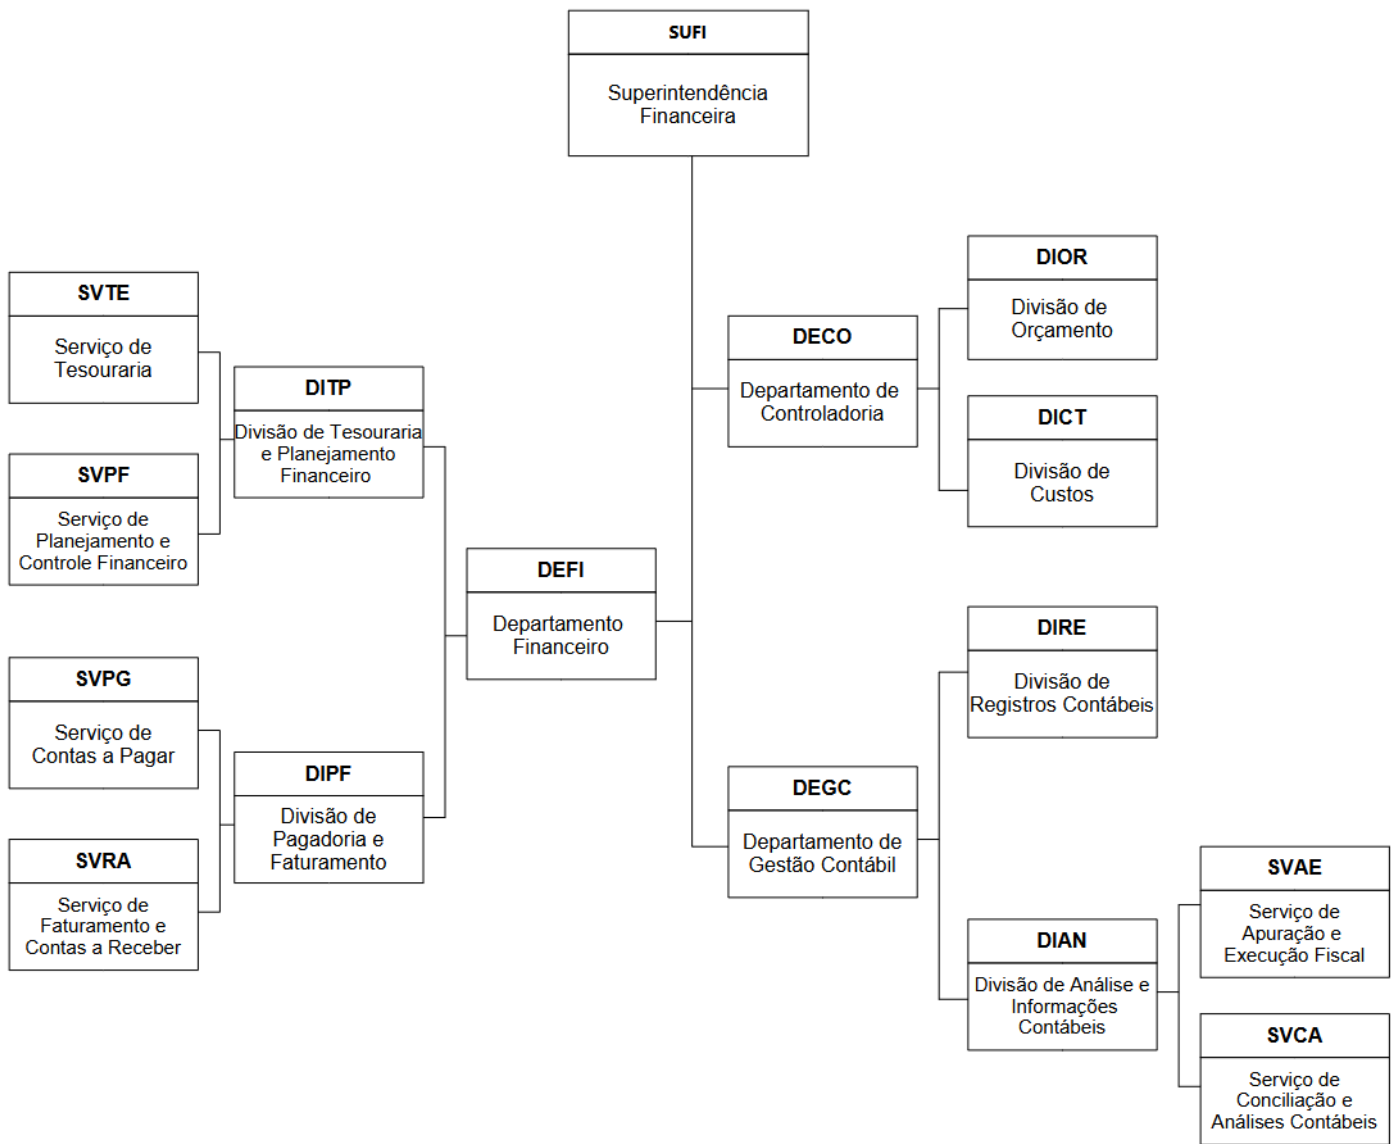 SUFI
Superintendência
Financeira
SVTE
Serviço de
Tesouraria
SVPF
Serviço de
Planejamento e
Controle Financeiro
DITP
Divisão de Tesouraria
e Planejamento
Financeiro
SVPG
Serviço de
Contas a Pagar
SVRA
Serviço de
Faturamento e
Contas a Receber
DIPF
Divisão de
Pagadoria e
Faturamento
DEFI
Departamento
Financeiro
DECO
Departamento de
Controladoria
DIOR
Divisão de
Orçamento
DICT
Divisão de
Custos
DEGC
Departamento de
Gestão Contábil
DIRE
Divisão de
Registros Contábeis
DIAN
Divisão de Análise e
Informações
Contábeis
SVAE
Serviço de
Apuração e
Execução Fiscal
SVCA
Serviço de
Conciliação e
Análises Contábeis